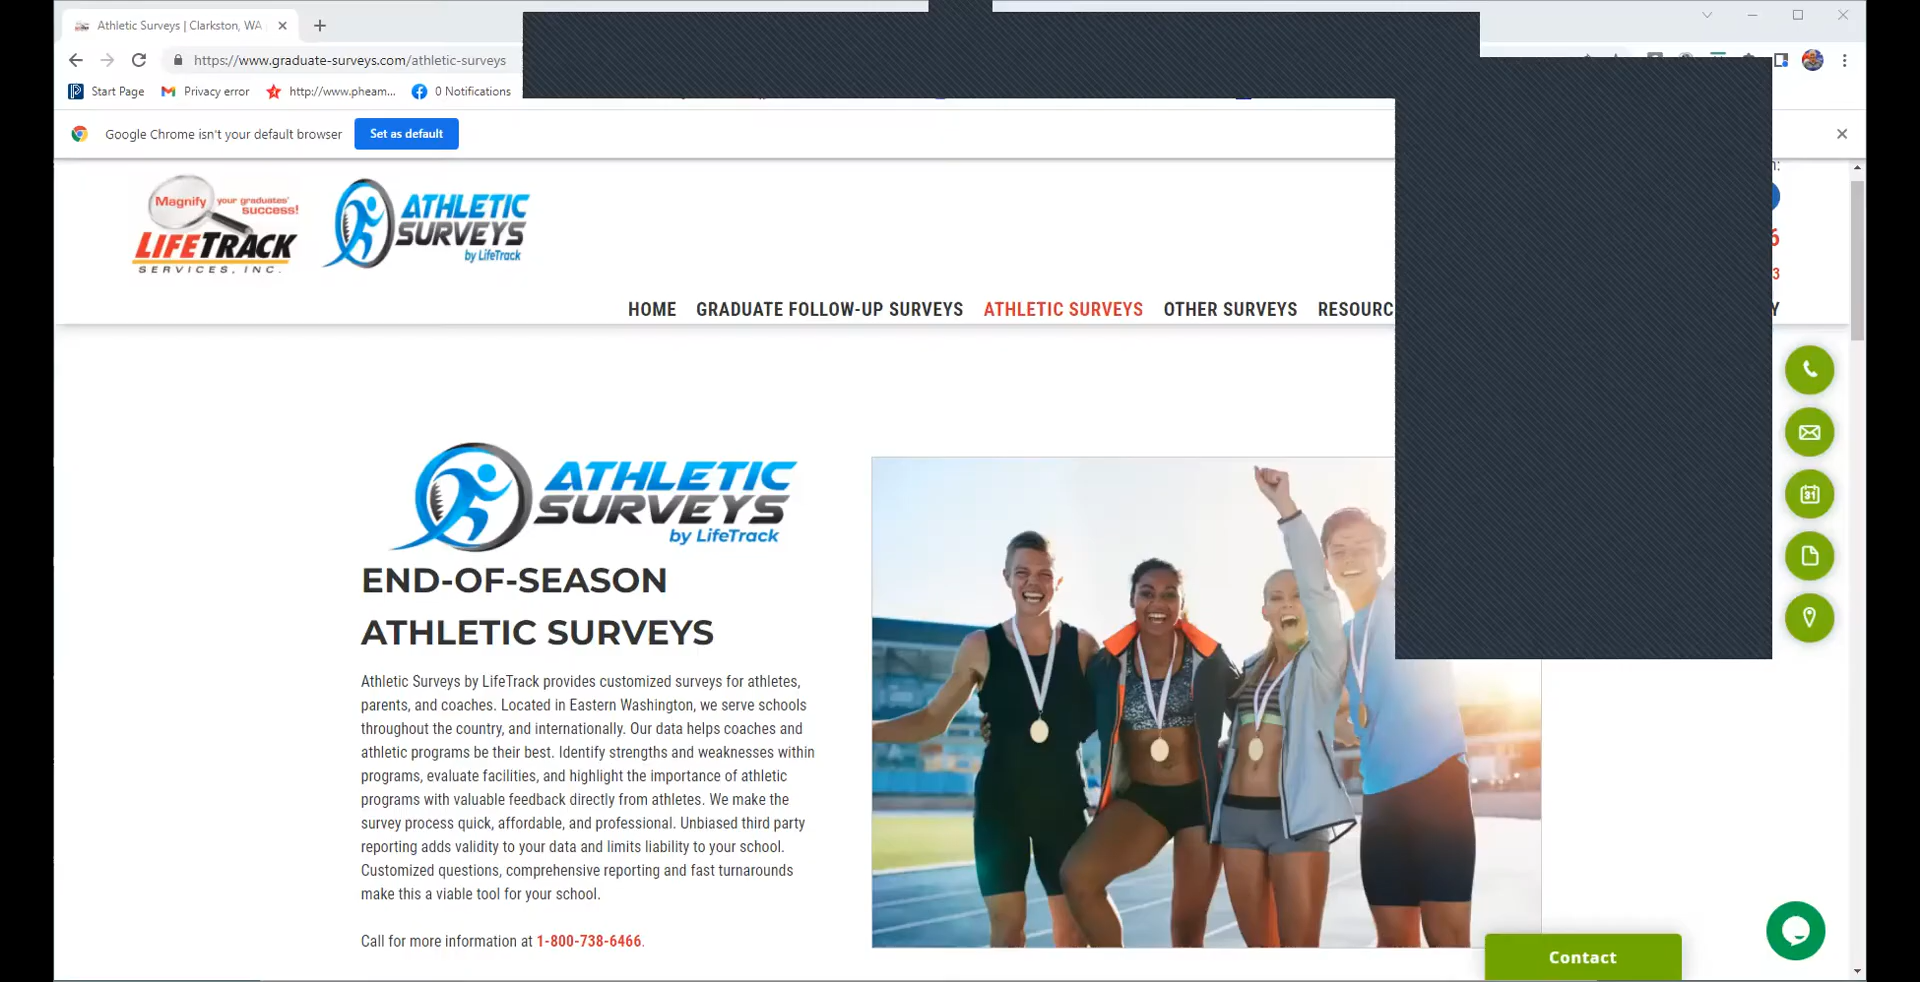 Athletic Surveys | Clarkston, WA
https://www.graduate-surveys.com/athletic-surveys
Start Page Privacy error http://www.pheam... 0 Notifications
Google Chrome isn't your default browser Set as default
Magnify your graduates' success!
LIFETRACK
SERVICES, INC.
ATHLETIC
SURVEYS
by LifeTrack
6
3
HOME GRADUATE FOLLOW-UP SURVEYS ATHLETIC SURVEYS OTHER SURVEYS RESOURC Y
31
ATHLETIC
SURVEYS
by LifeTrack
END-OF-SEASON
ATHLETIC SURVEYS
Athletic Surveys by LifeTrack provides customized surveys for athletes,
parents, and coaches. Located in Eastern Washington, we serve schools
throughout the country, and internationally. Our data helps coaches and
athletic programs be their best. Identify strengths and weaknesses within
programs, evaluate facilities, and highlight the importance of athletic
programs with valuable feedback directly from athletes. We make the
survey process quick, affordable, and professional. Unbiased third party
reporting adds validity to your data and limits liability to your school.
Customized questions, comprehensive reporting and fast turnarounds
make this a viable tool for your school.
Call for more information at 1-800-738-6466.
Contact